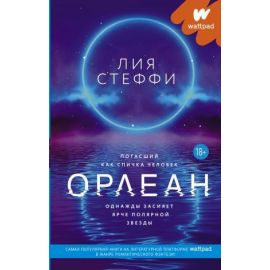 wattpad
ЛИЯ
СТЕФФИ
ПОГАСШИЙ
КАК СПИЧКА ЧЕЛОВЕК
18+
ОРЛЕАН
ОДНАЖДЫ ЗАСИЯЕТ
ЯРЧЕ ПОЛЯРНОЙ
ЗВЕЗДЫ
САМАЯ ПОПУЛЯРНАЯ КНИГА НА ЛИТЕРАТУРНОЙ ПЛАТФОРМЕ wattpad
В ЖАНРЕ РОМАНТИЧЕСКОГО ФЭНТЕЗИ!